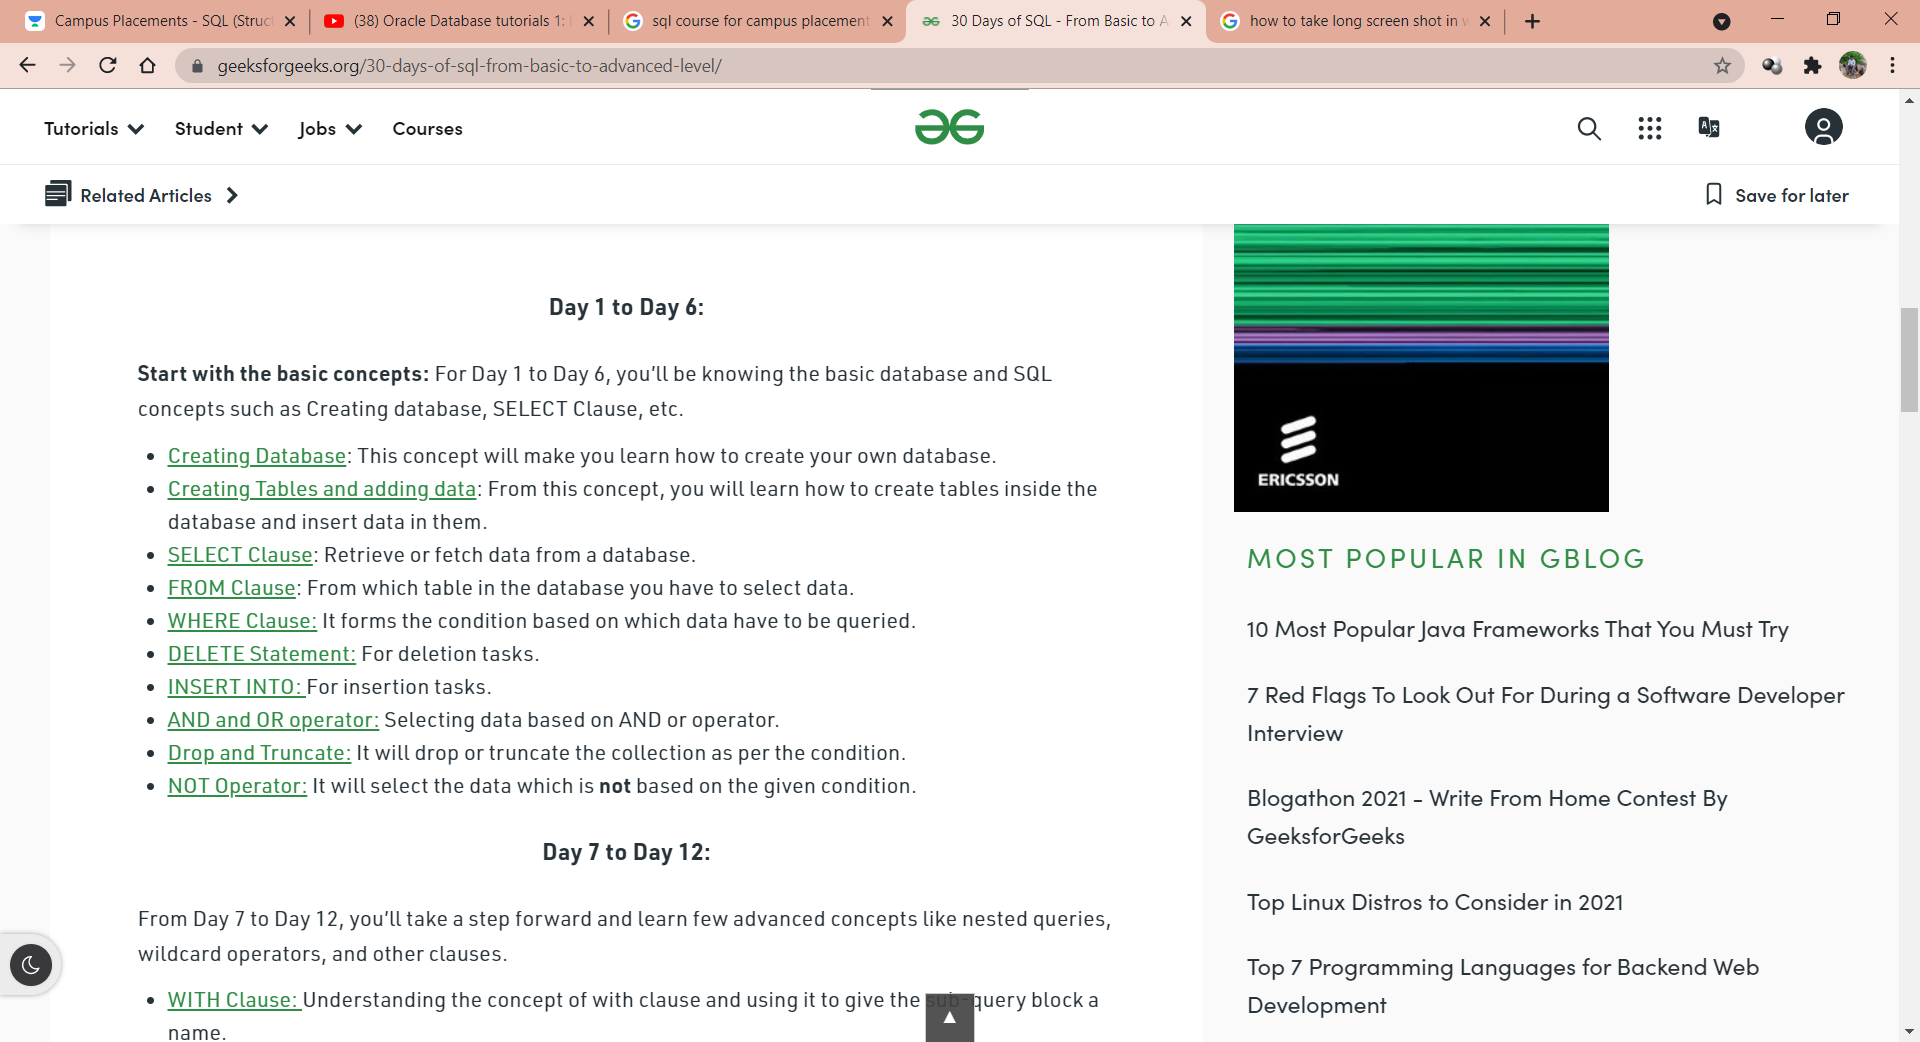 Campus Placements - SQL (Struct
(38) Oracle Database tutorials 1:
sql course for campus placement
30 Days of SQL - From Basic to A
how to take long screen shot in w
geeksforgeeks.org/30-days-of-sql-from-basic-to-advanced-level/
Tutorials
Student
Jobs
Courses
Related Articles
Save for later
Day 1 to Day 6:
Start with the basic concepts: For Day 1 to Day 6, you'll be knowing the basic database and SQL
concepts such as Creating database, SELECT Clause, etc.
• Creating Database: This concept will make you learn how to create your own database.
• Creating Tables and adding data: From this concept, you will learn how to create tables inside the
database and insert data in them.
• SELECT Clause: Retrieve or fetch data from a database.
• FROM Clause: From which table in the database you have to select data.
• WHERE Clause: It forms the condition based on which data have to be queried.
• DELETE Statement: For deletion tasks.
• INSERT INTO: For insertion tasks.
• AND and OR operator: Selecting data based on AND or operator.
• Drop and Truncate: It will drop or truncate the collection as per the condition.
• NOT Operator: It will select the data which is not based on the given condition.
Day 7 to Day 12:
From Day 7 to Day 12, you'll take a step forward and learn few advanced concepts like nested queries,
wildcard operators, and other clauses.
• WITH Clause: Understanding the concept of with clause and using it to give the sub-query block a
name.
ERICSSON
MOST POPULAR IN GBLOG
10 Most Popular Java Frameworks That You Must Try
7 Red Flags To Look Out For During a Software Developer
Interview
Blogathon 2021 - Write From Home Contest By
GeeksforGeeks
Top Linux Distros to Consider in 2021
Top 7 Programming Languages for Backend Web
Development